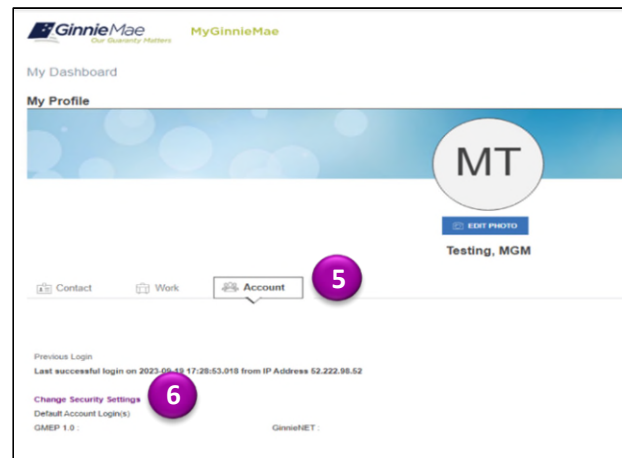 GinnieMae MyGinnieMae
Our Guaranty Matters
My Dashboard
My Profile
MT
EDIT PHOTO
Testing, MGM
Contact Work Account 5
Previous Login
Last successful login on 2023-09-19 17:28:53.018 from IP Address 52.222.98.52
Change Security Settings 6
Default Account Login(s)
GMEP 1.0 : GinnieNET :